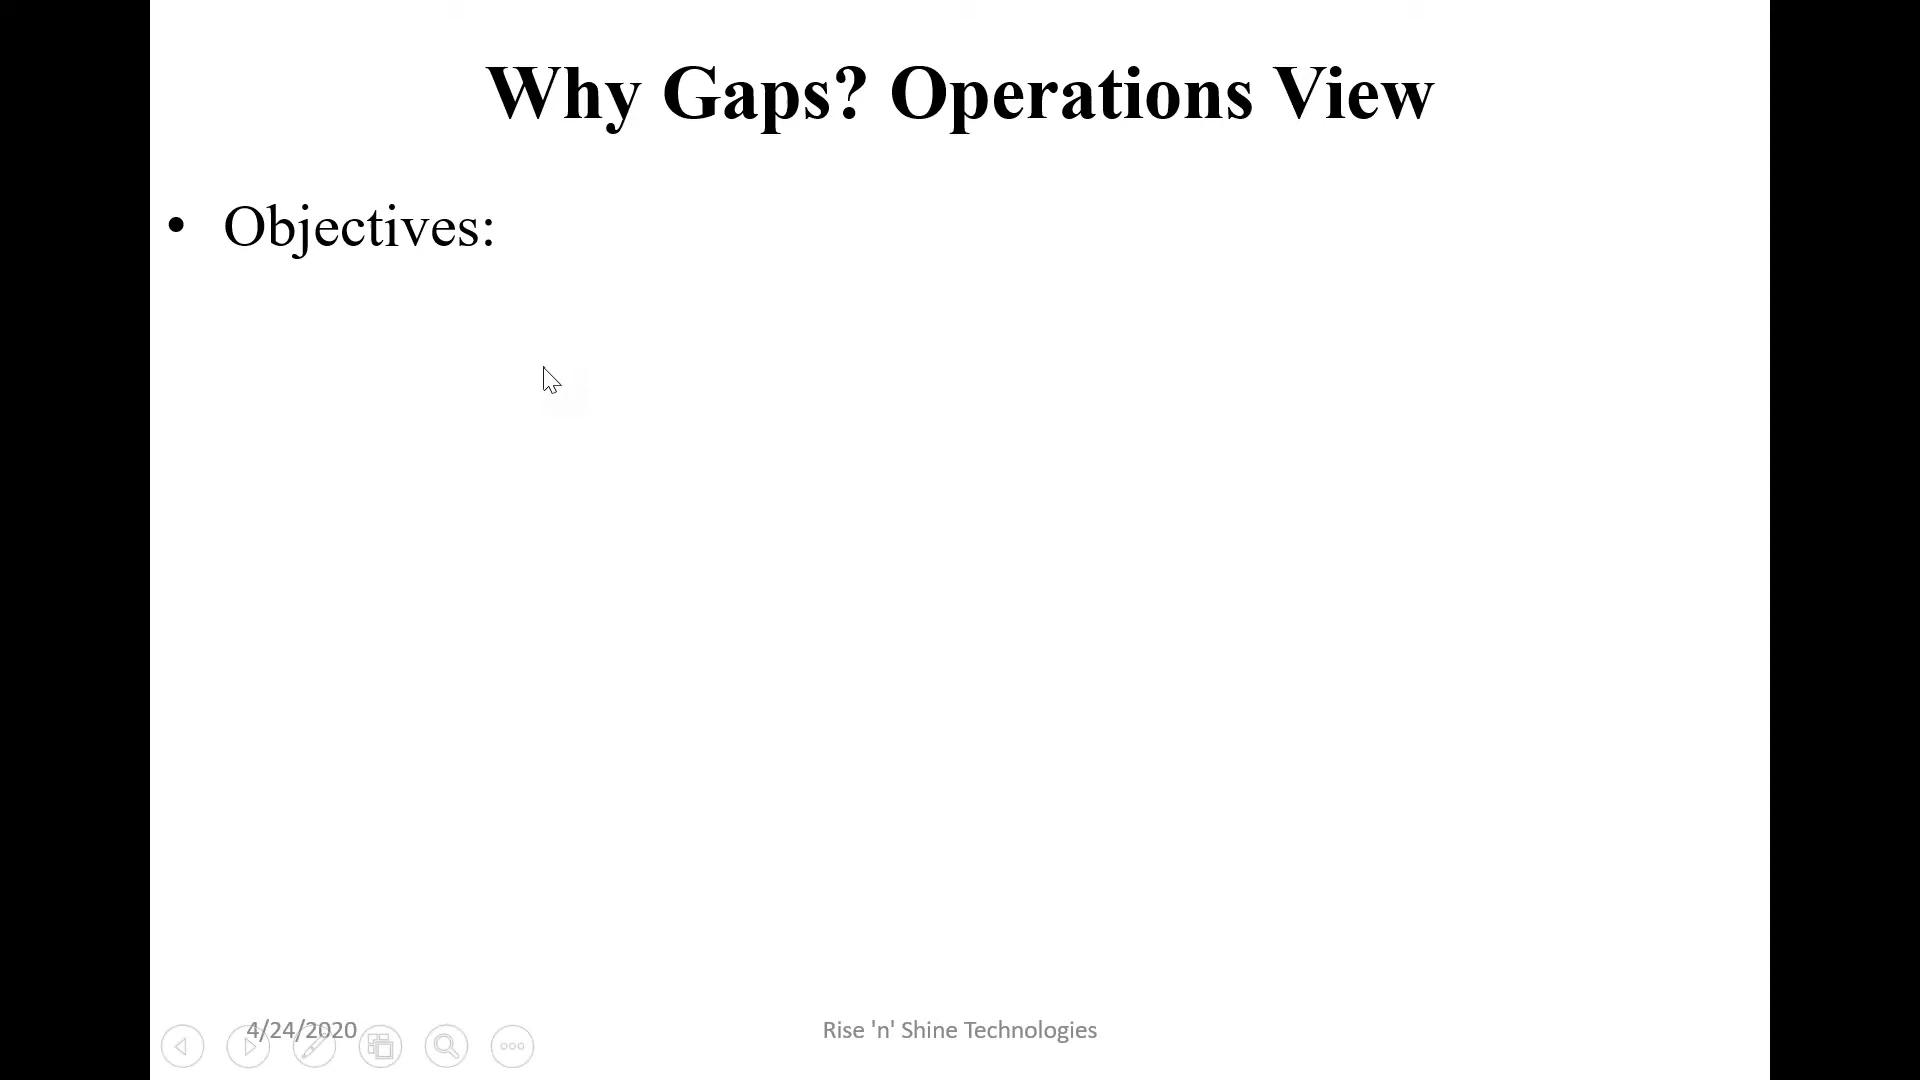 Why Gaps? Operations View
• Objectives:
4/24/2020
Rise 'n' Shine Technologies